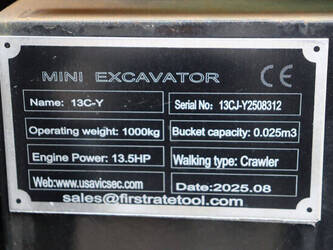 MINI EXCAVATOR CE
Name: 13C-Y
Serial No: 13CJ-Y2508312
Operating weight: 1000kg
Bucket capacity: 0.025m3
Engine Power: 13.5HP
Walking type: Crawler
Web:www.usavicsec.com
Date:2025.08
sales@firstratetool.com